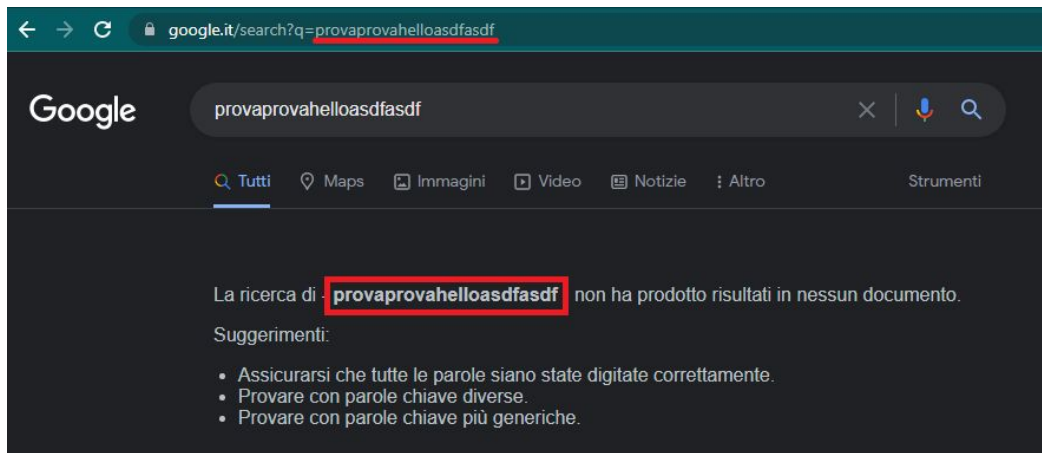 google.it/search?q=provaprovahelloasdfasdf
Google provaprovahelloasdfasdf
Tutti Maps Immagini Video Notizie Altro Strumenti
La ricerca di - provaprovahelloasdfasdf non ha prodotto risultati in nessun documento.
Suggerimenti:
• Assicurarsi che tutte le parole siano state digitate correttamente.
• Provare con parole chiave diverse.
• Provare con parole chiave più generiche.